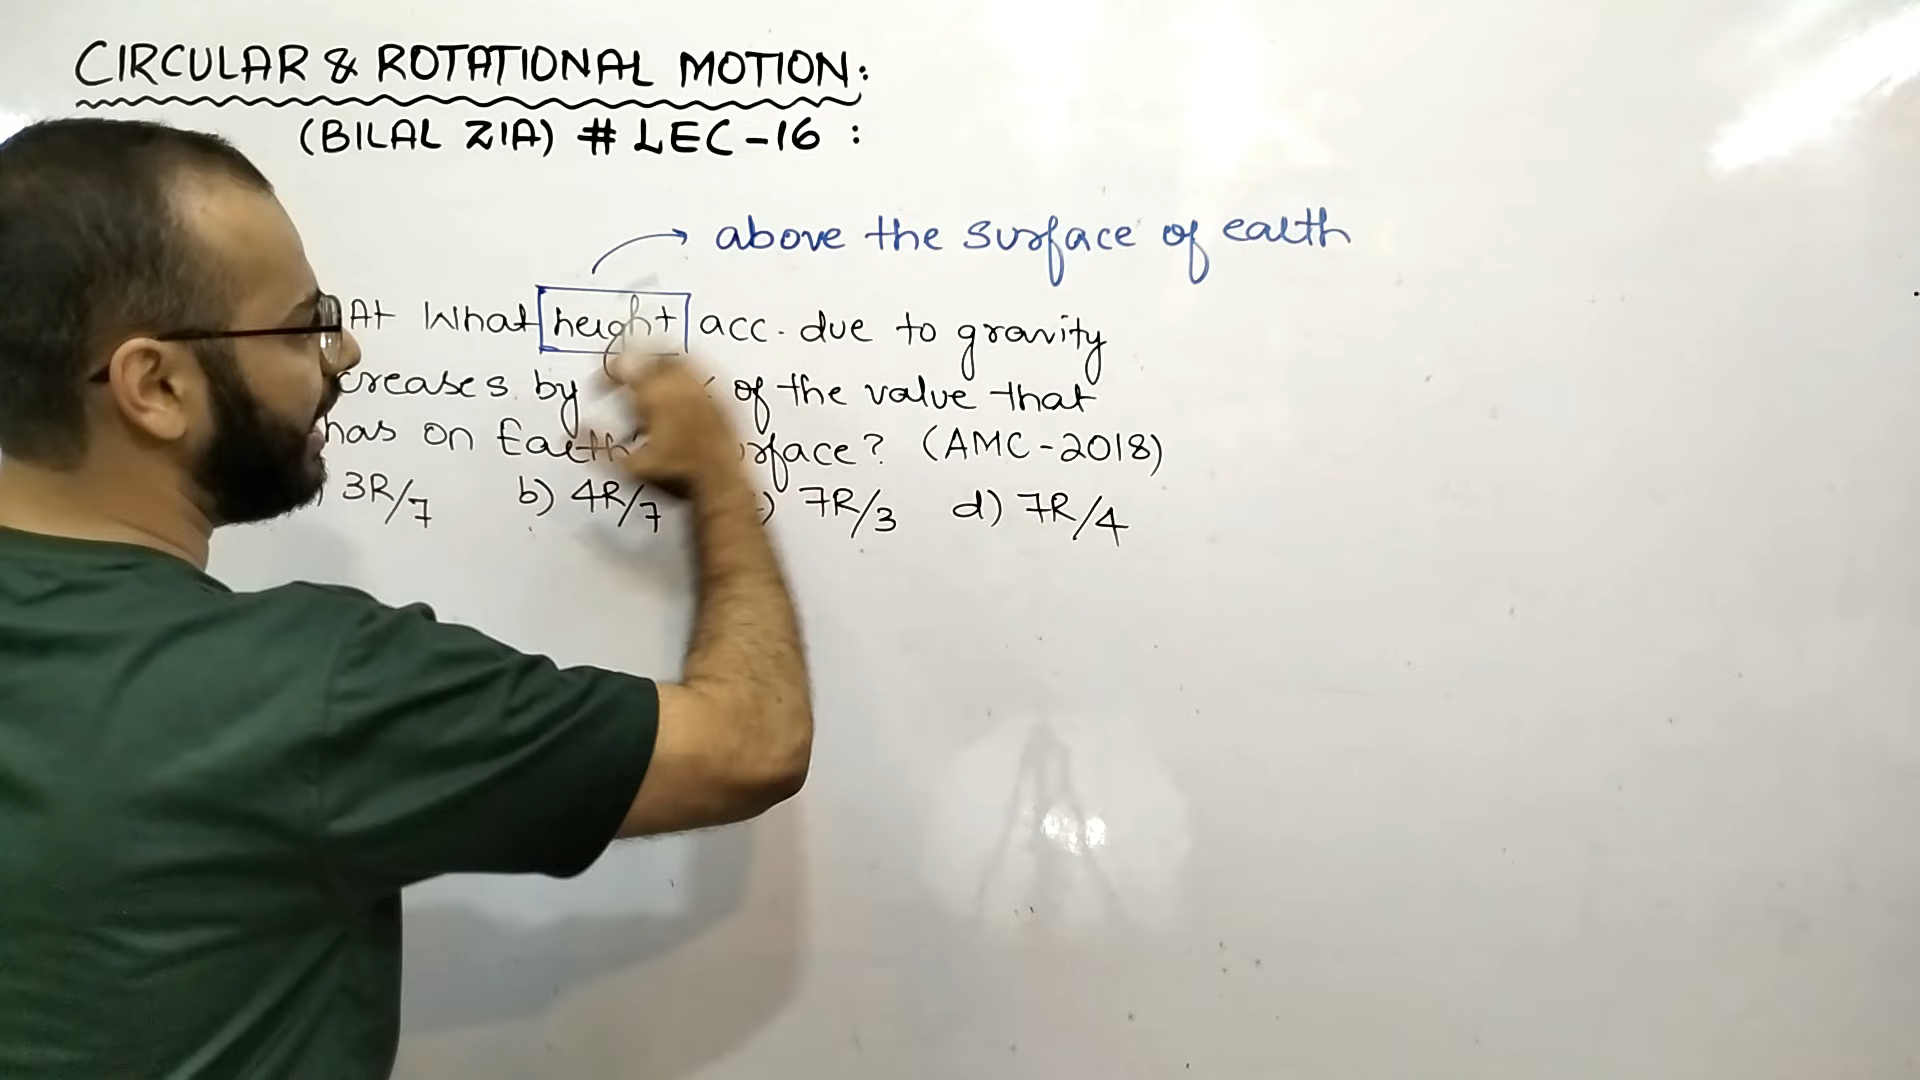 CIRCULAR & ROTATIONAL MOTION:
(BILAL ZIA) # LEC-16 :
above the surface of earth
At What height acc. due to gravity
creases by of the value that
has on Earth's? (AMC-2018)
3R/7 b) 4R/7 7R/3 d) 7R/4